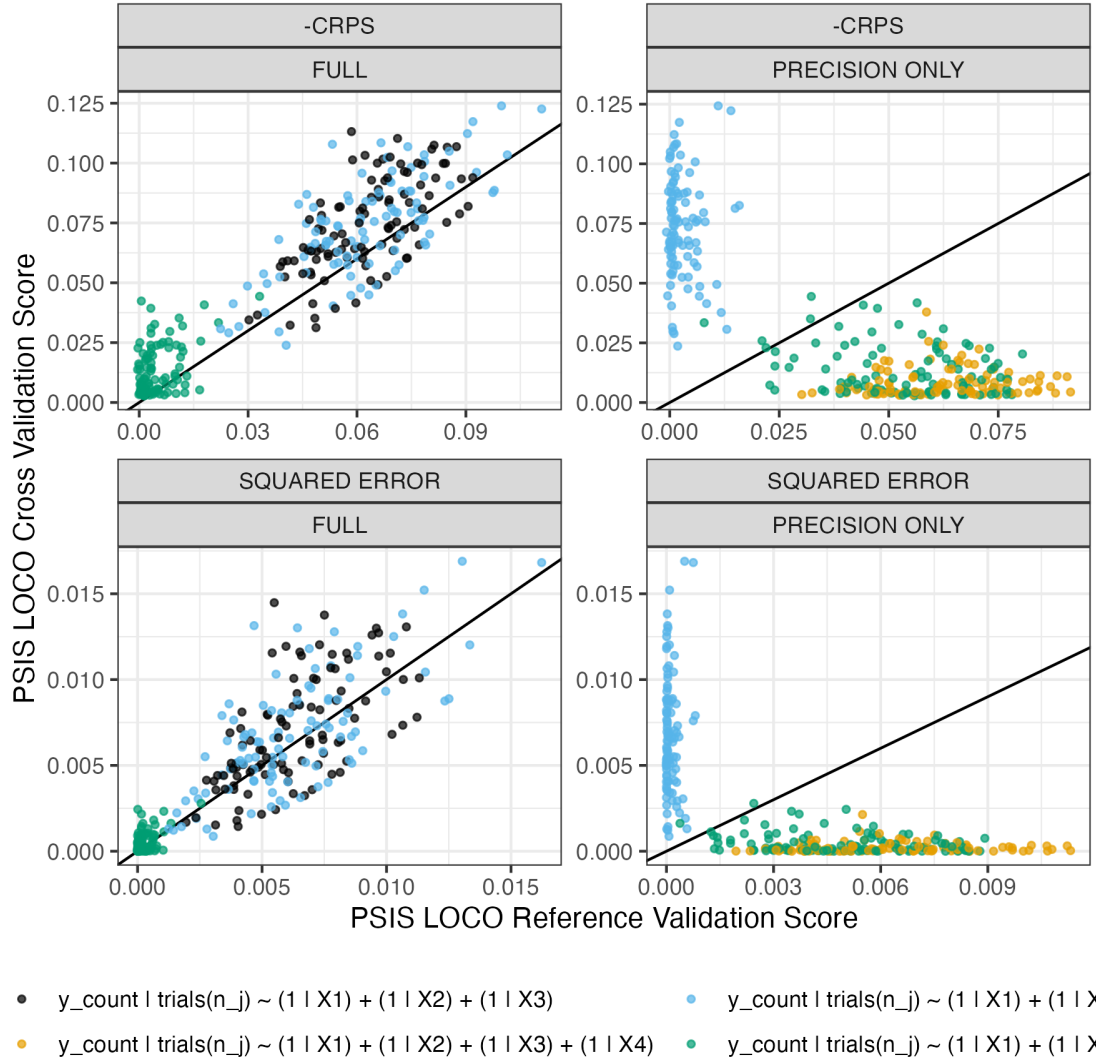 -CRPS
-CRPS
FULL
PRECISION ONLY
0.125
0.100
0.075
0.050
0.025
0.000
0.125
0.100
0.075
0.050
0.025
0.000
0.00 0.03 0.06 0.09
0.000 0.025 0.050 0.075
SQUARED ERROR
SQUARED ERROR
FULL
PRECISION ONLY
0.015
0.010
0.005
0.000
0.015
0.010
0.005
0.000
0.000 0.005 0.010 0.015
0.000 0.003 0.006 0.009
PSIS LOCO Cross Validation Score
PSIS LOCO Reference Validation Score
y_count | trials(n_j) ~ (1 | X1) + (1 | X2) + (1 | X3)
y_count | trials(n_j) ~ (1 | X1) + (1 | X
y_count | trials(n_j) ~ (1 | X1) + (1 | X2) + (1 | X3) + (1 | X4)
y_count | trials(n_j) ~ (1 | X1) + (1 | X